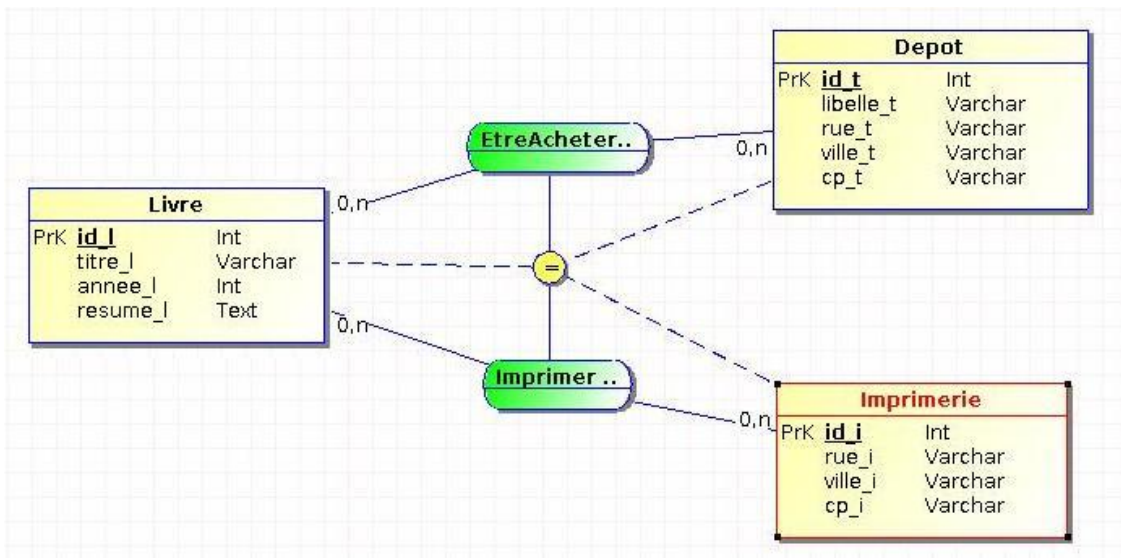 Depot
PrK id_t Int
libelle_t Varchar
rue_t Varchar
ville_t Varchar
cp_t Varchar
EtreAcheter..
0,n
0,n
Livre
PrK id_l Int
titre_l Varchar
annee_l Int
resume_l Text
=
0,n
Imprimer ..
0,n
Imprimerie
PrK id_i Int
rue_i Varchar
ville_i Varchar
cp_i Varchar